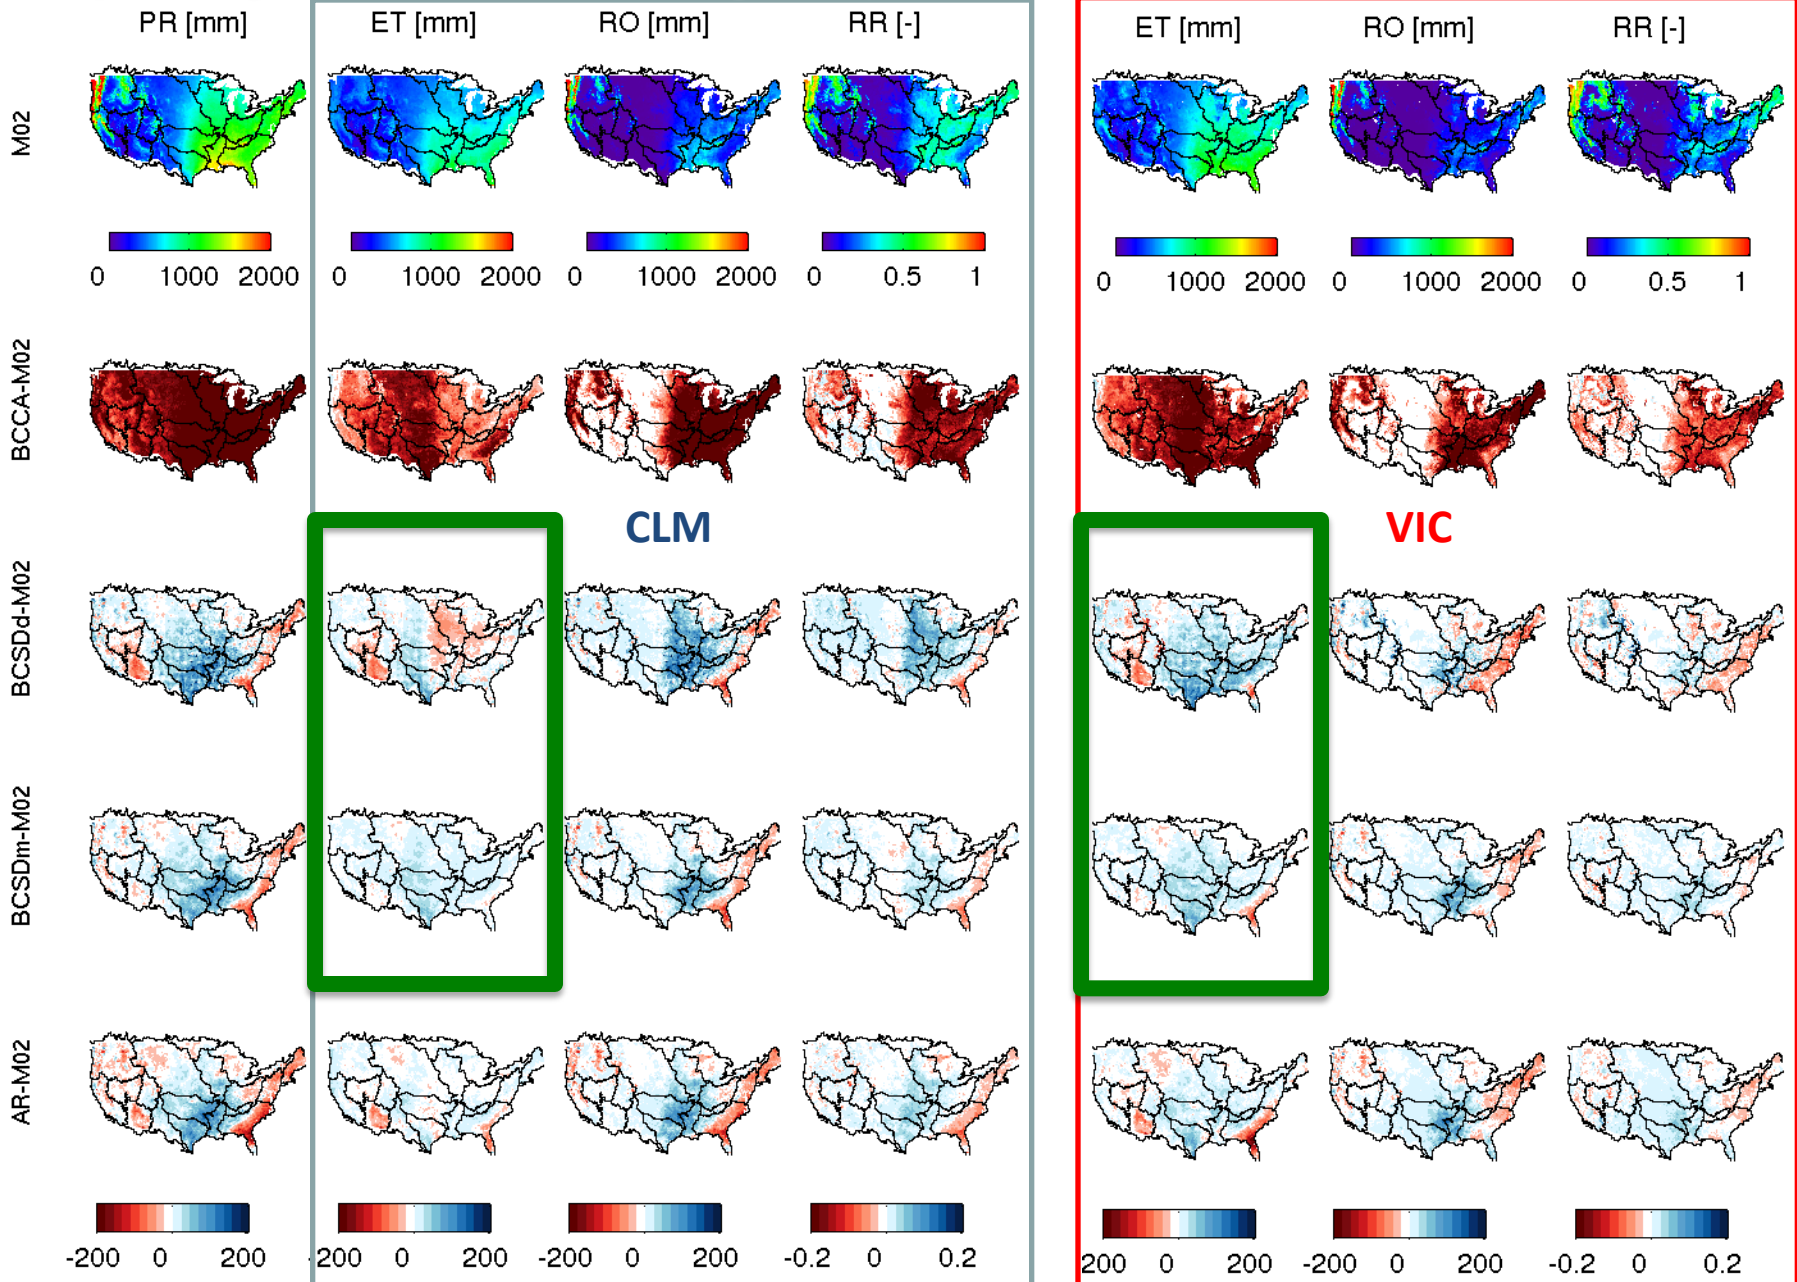 PR [mm] ET [mm] RO [mm] RR [-] ET [mm] RO [mm] RR [-]
M02
0 1000 2000 0 1000 2000 0 1000 2000 0 0.5 1 0 1000 2000 0 1000 2000 0 0.5 1
BCCA-M02
CLM VIC
BCSDd-M02
BCSDm-M02
AR-M02
-200 0 200 -200 0 200 -200 0 200 -0.2 0 0.2 200 0 200 -200 0 200 -0.2 0 0.2